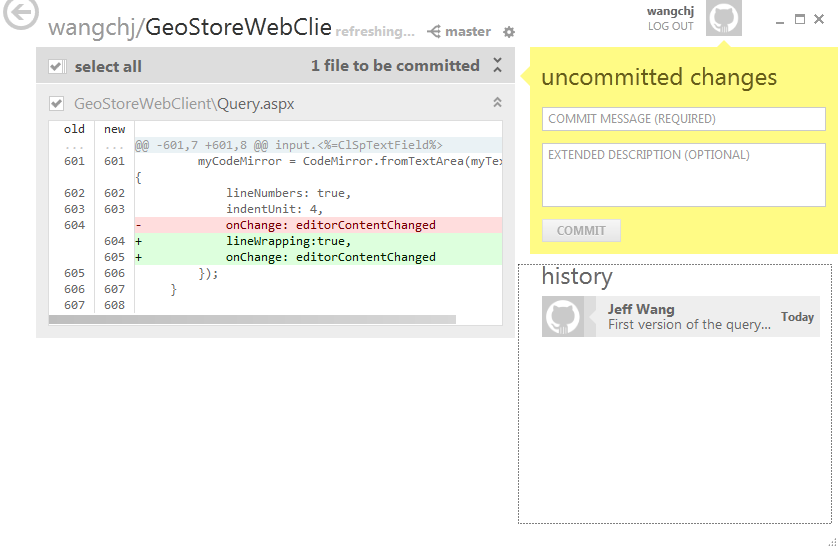 wangchj/GeoStoreWebClie refreshing... master
wangchj
LOG OUT
select all 1 file to be committed
GeoStoreWebClient\Query.aspx
old new
... ... @@ -601,7 +601,8 @@ input.<%=ClSpTextField%>
601 601 myCodeMirror = CodeMirror.fromTextArea(myTex
{
602 602 lineNumbers: true,
603 603 indentUnit: 4,
604 - onChange: editorContentChanged
604 + lineWrapping:true,
605 + onChange: editorContentChanged
605 606 });
606 607 }
607 608
uncommitted changes
COMMIT MESSAGE (REQUIRED)
EXTENDED DESCRIPTION (OPTIONAL)
COMMIT
history
Jeff Wang
First version of the query...
Today